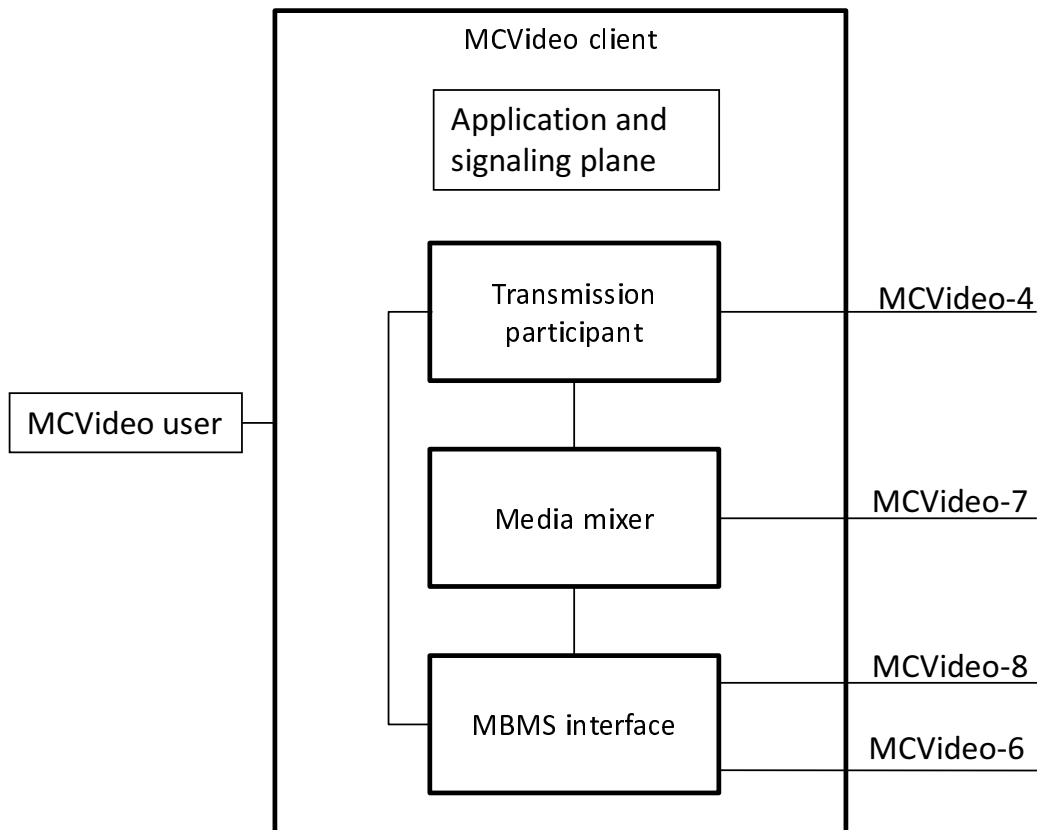 MCVideo client
Application and
signaling plane
Transmission
participant
MCVideo-4
MCVideo user
Media mixer
MCVideo-7
MBMS interface
MCVideo-8
MCVideo-6